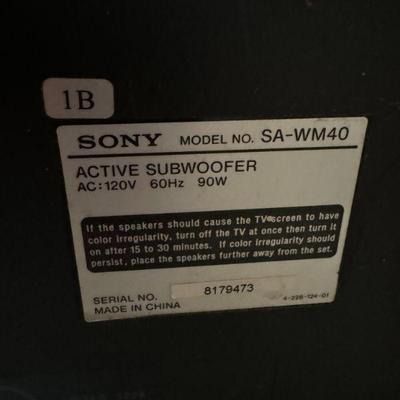 1B
SONY MODEL NO. SA-WM40
ACTIVE SUBWOOFER
AC:120V 60Hz 90W
If the speakers should cause the TV screen to have
color irregularity, turn off the TV at once then turn it
on after 15 to 30 minutes. If color irregularity should
persist, place the speakers further away from the set.
SERIAL NO. 8179473
MADE IN CHINA 4-228-124-01